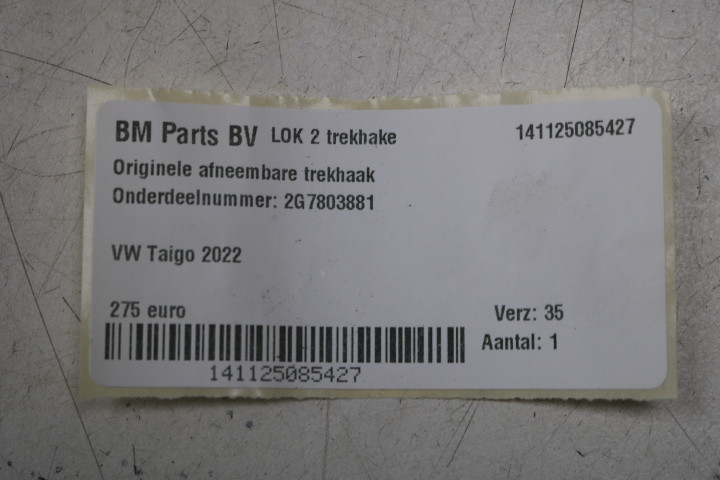 BM Parts BV LOK 2 trekhake 141125085427
Originele afneembare trekhaak
Onderdeelnummer: 2G7803881
VW Taigo 2022
275 euro Verz: 35
Aantal: 1
141125085427